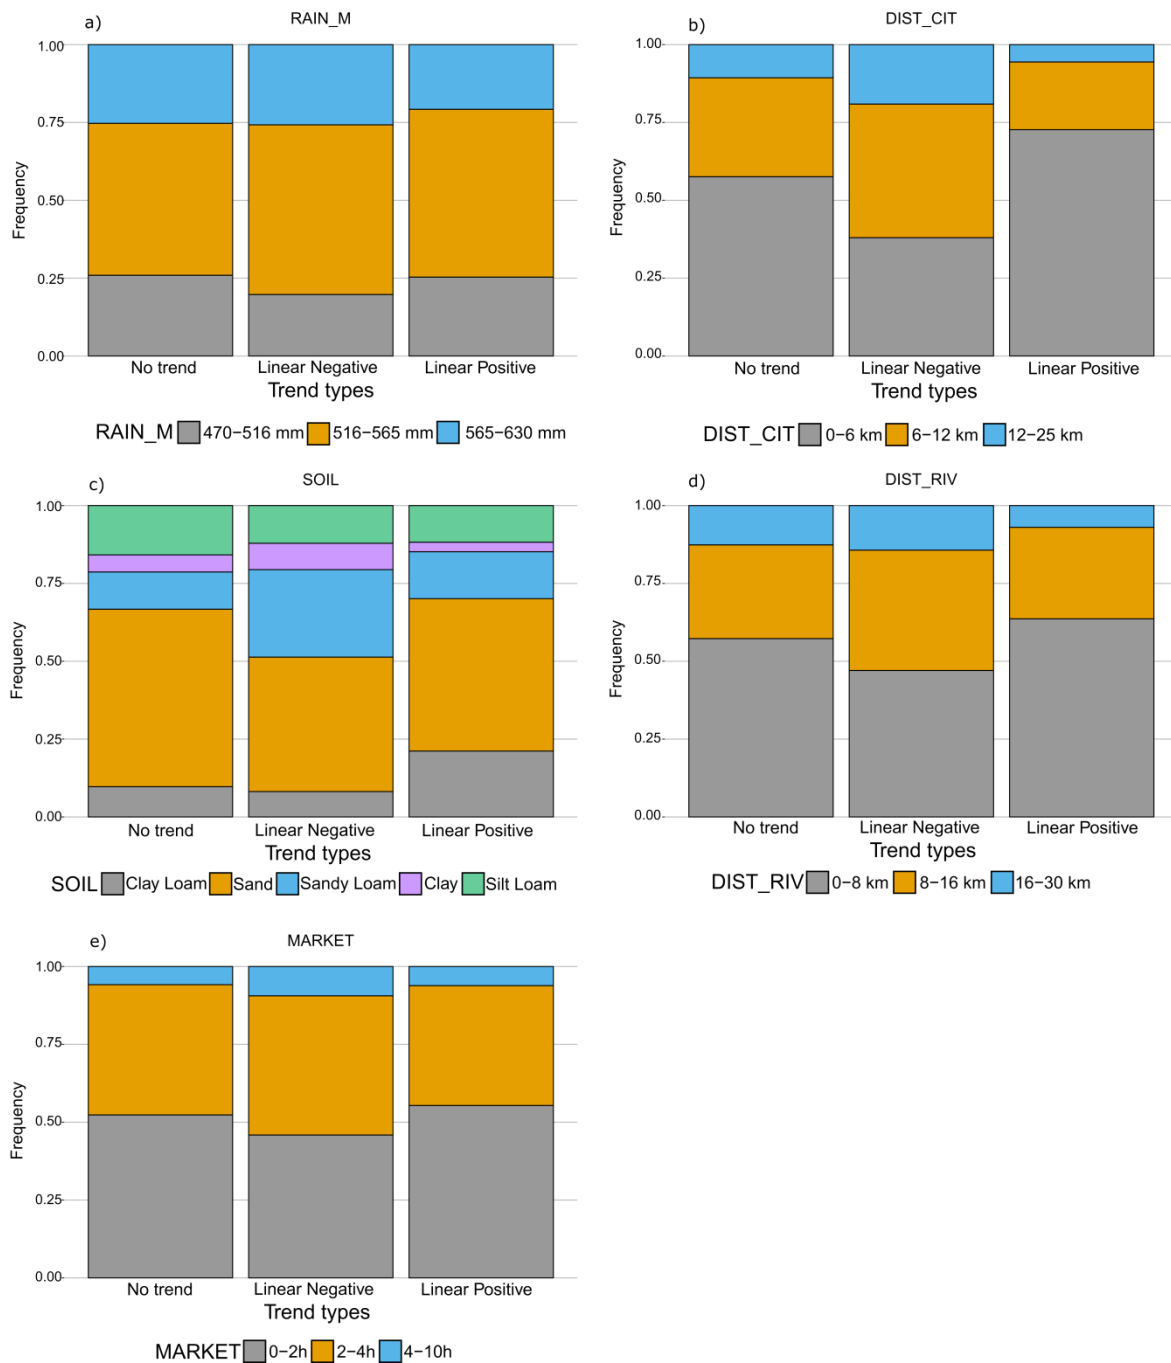 a) RAIN_M
1.00
0.75
0.50
0.25
0.00
Frequency
No trend Linear Negative Linear Positive
Trend types
RAIN_M 470−516 mm 516−565 mm 565−630 mm
b) DIST_CIT
1.00
0.75
0.50
0.25
0.00
Frequency
No trend Linear Negative Linear Positive
Trend types
DIST_CIT 0−6 km 6−12 km 12−25 km
c) SOIL
1.00
0.75
0.50
0.25
0.00
Frequency
No trend Linear Negative Linear Positive
Trend types
SOIL Clay Loam Sand Sandy Loam Clay Silt Loam
d) DIST_RIV
1.00
0.75
0.50
0.25
0.00
Frequency
No trend Linear Negative Linear Positive
Trend types
DIST_RIV 0−8 km 8−16 km 16−30 km
e) MARKET
1.00
0.75
0.50
0.25
0.00
Frequency
No trend Linear Negative Linear Positive
Trend types
MARKET 0−2h 2−4h 4−10h